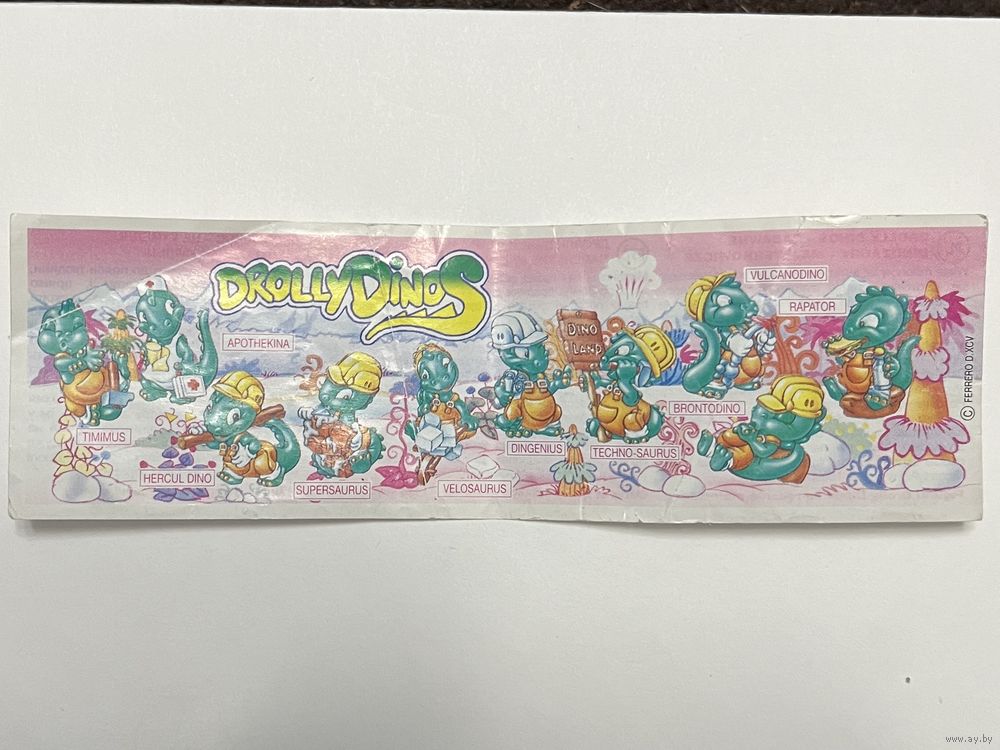 DROLLY DINOS
VULCANODINO
RAPATOR
DINO
LAND
APOTHEKINA
© FERRERO D.XCV
BRONTODINO
TIMIMUS
DINGENIUS
TECHNO-SAURUS
HERCUL DINO
SUPERSAURUS
VELOSAURUS
www.ay.by